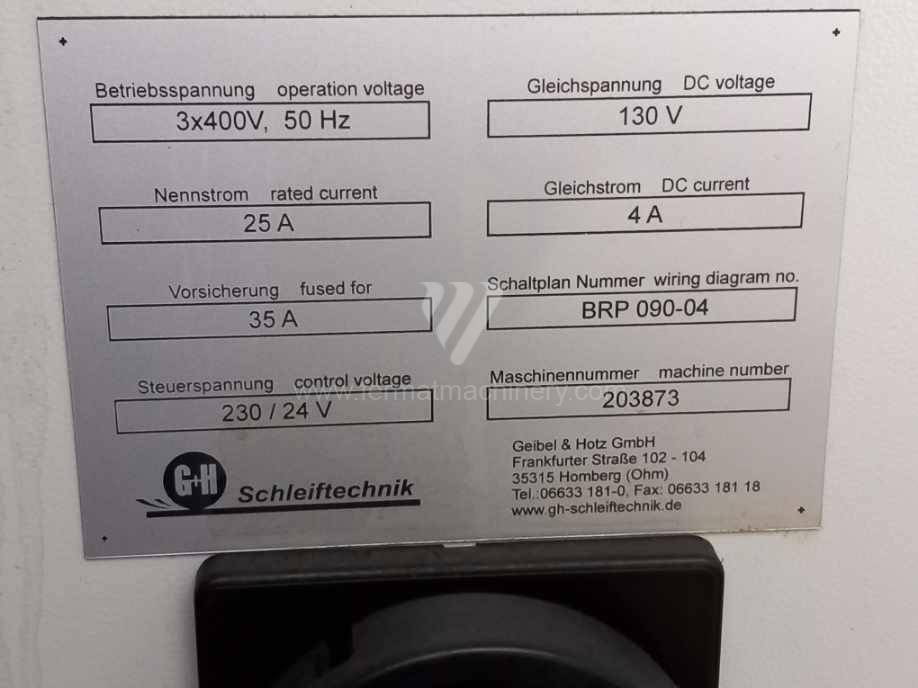 Betriebsspannung operation voltage
3x400V, 50 Hz
Nennstrom rated current
25 A
Vorsicherung fused for
35 A
Steuerspannung control voltage
230 / 24 V
Gleichspannung DC voltage
130 V
Gleichstrom DC current
4 A
Schaltplan Nummer wiring diagram no.
BRP 090-04
Maschinennummer machine number
203873
G+H Schleiftechnik
Geibel & Hotz GmbH
Frankfurter Straße 102 - 104
35315 Homberg (Ohm)
Tel.:06633 181-0, Fax: 06633 181 18
www.gh-schleiftechnik.de
www.fermatmachinery.com